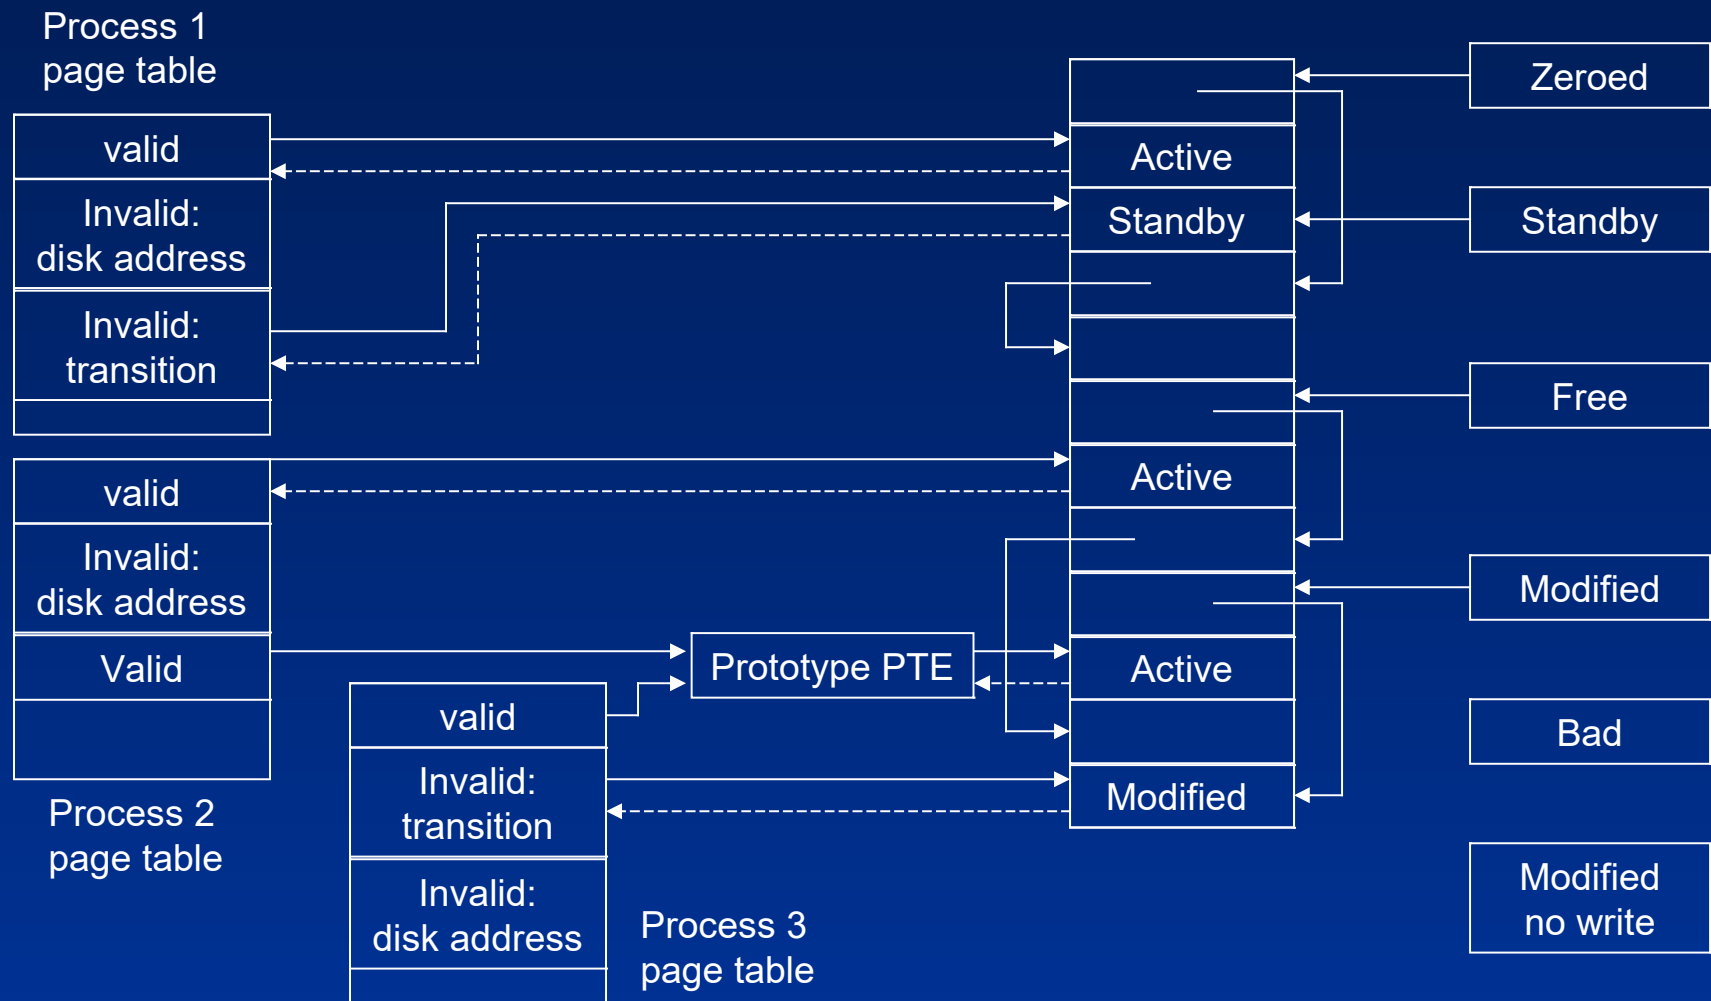 Process 1
page table
valid
Invalid:
disk address
Invalid:
transition
valid
Invalid:
disk address
Valid
Process 2
page table
valid
Invalid:
transition
Invalid:
disk address
Process 3
page table
Prototype PTE
Active
Standby
Active
Active
Modified
Zeroed
Standby
Free
Modified
Bad
Modified
no write